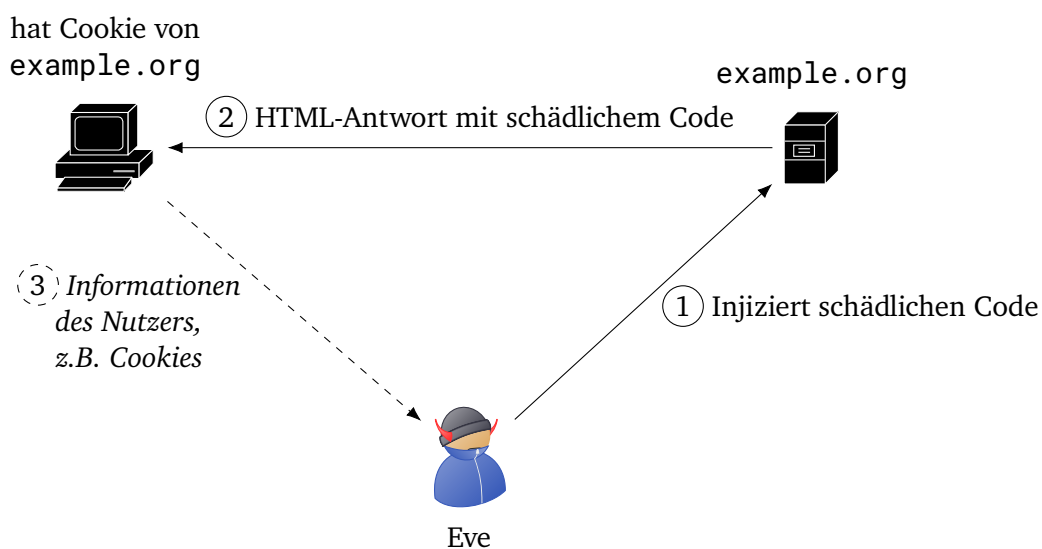 hat Cookie von
example.org
example.org
2 HTML-Antwort mit schädlichem Code
3 Informationen
des Nutzers,
z.B. Cookies
1 Injiziert schädlichen Code
Eve